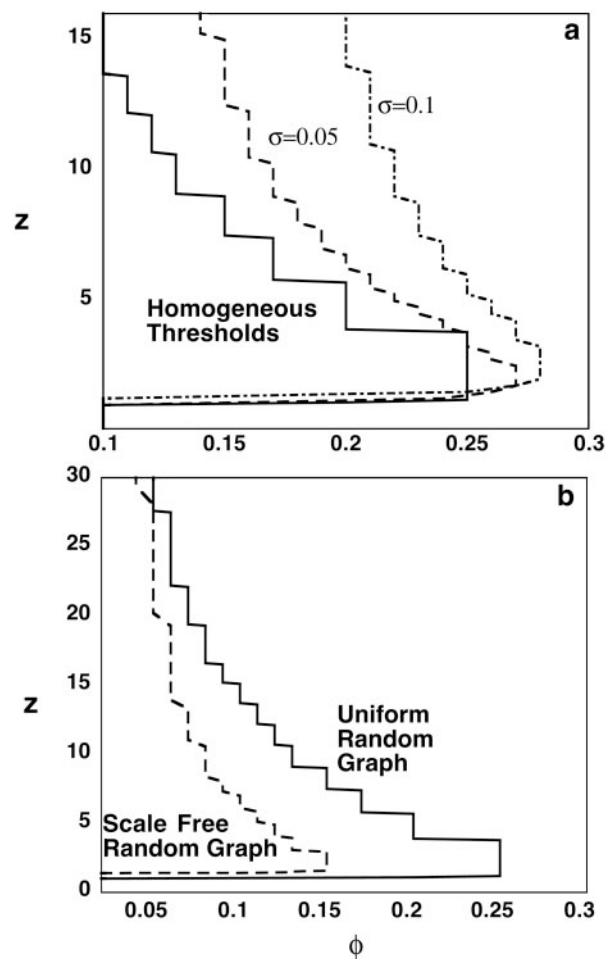 15
a
σ=0.1
σ=0.05
10
z
5
Homogeneous
Thresholds
0.1
0.15
0.2
0.25
0.3
30
b
25
20
z
15
Uniform
Random
Graph
10
5
Scale Free
Random Graph
0
0.05
0.1
0.15
0.2
0.25
0.3
ϕ